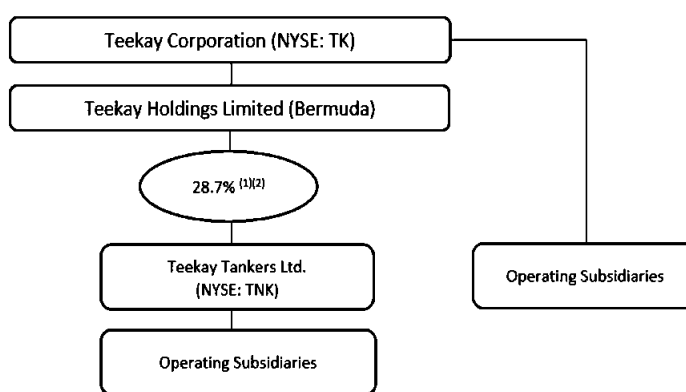 Teekay Corporation (NYSE: TK)
Teekay Holdings Limited (Bermuda)
28.7% (1)(2)
Teekay Tankers Ltd.
(NYSE: TNK)
Operating Subsidiaries
Operating Subsidiaries